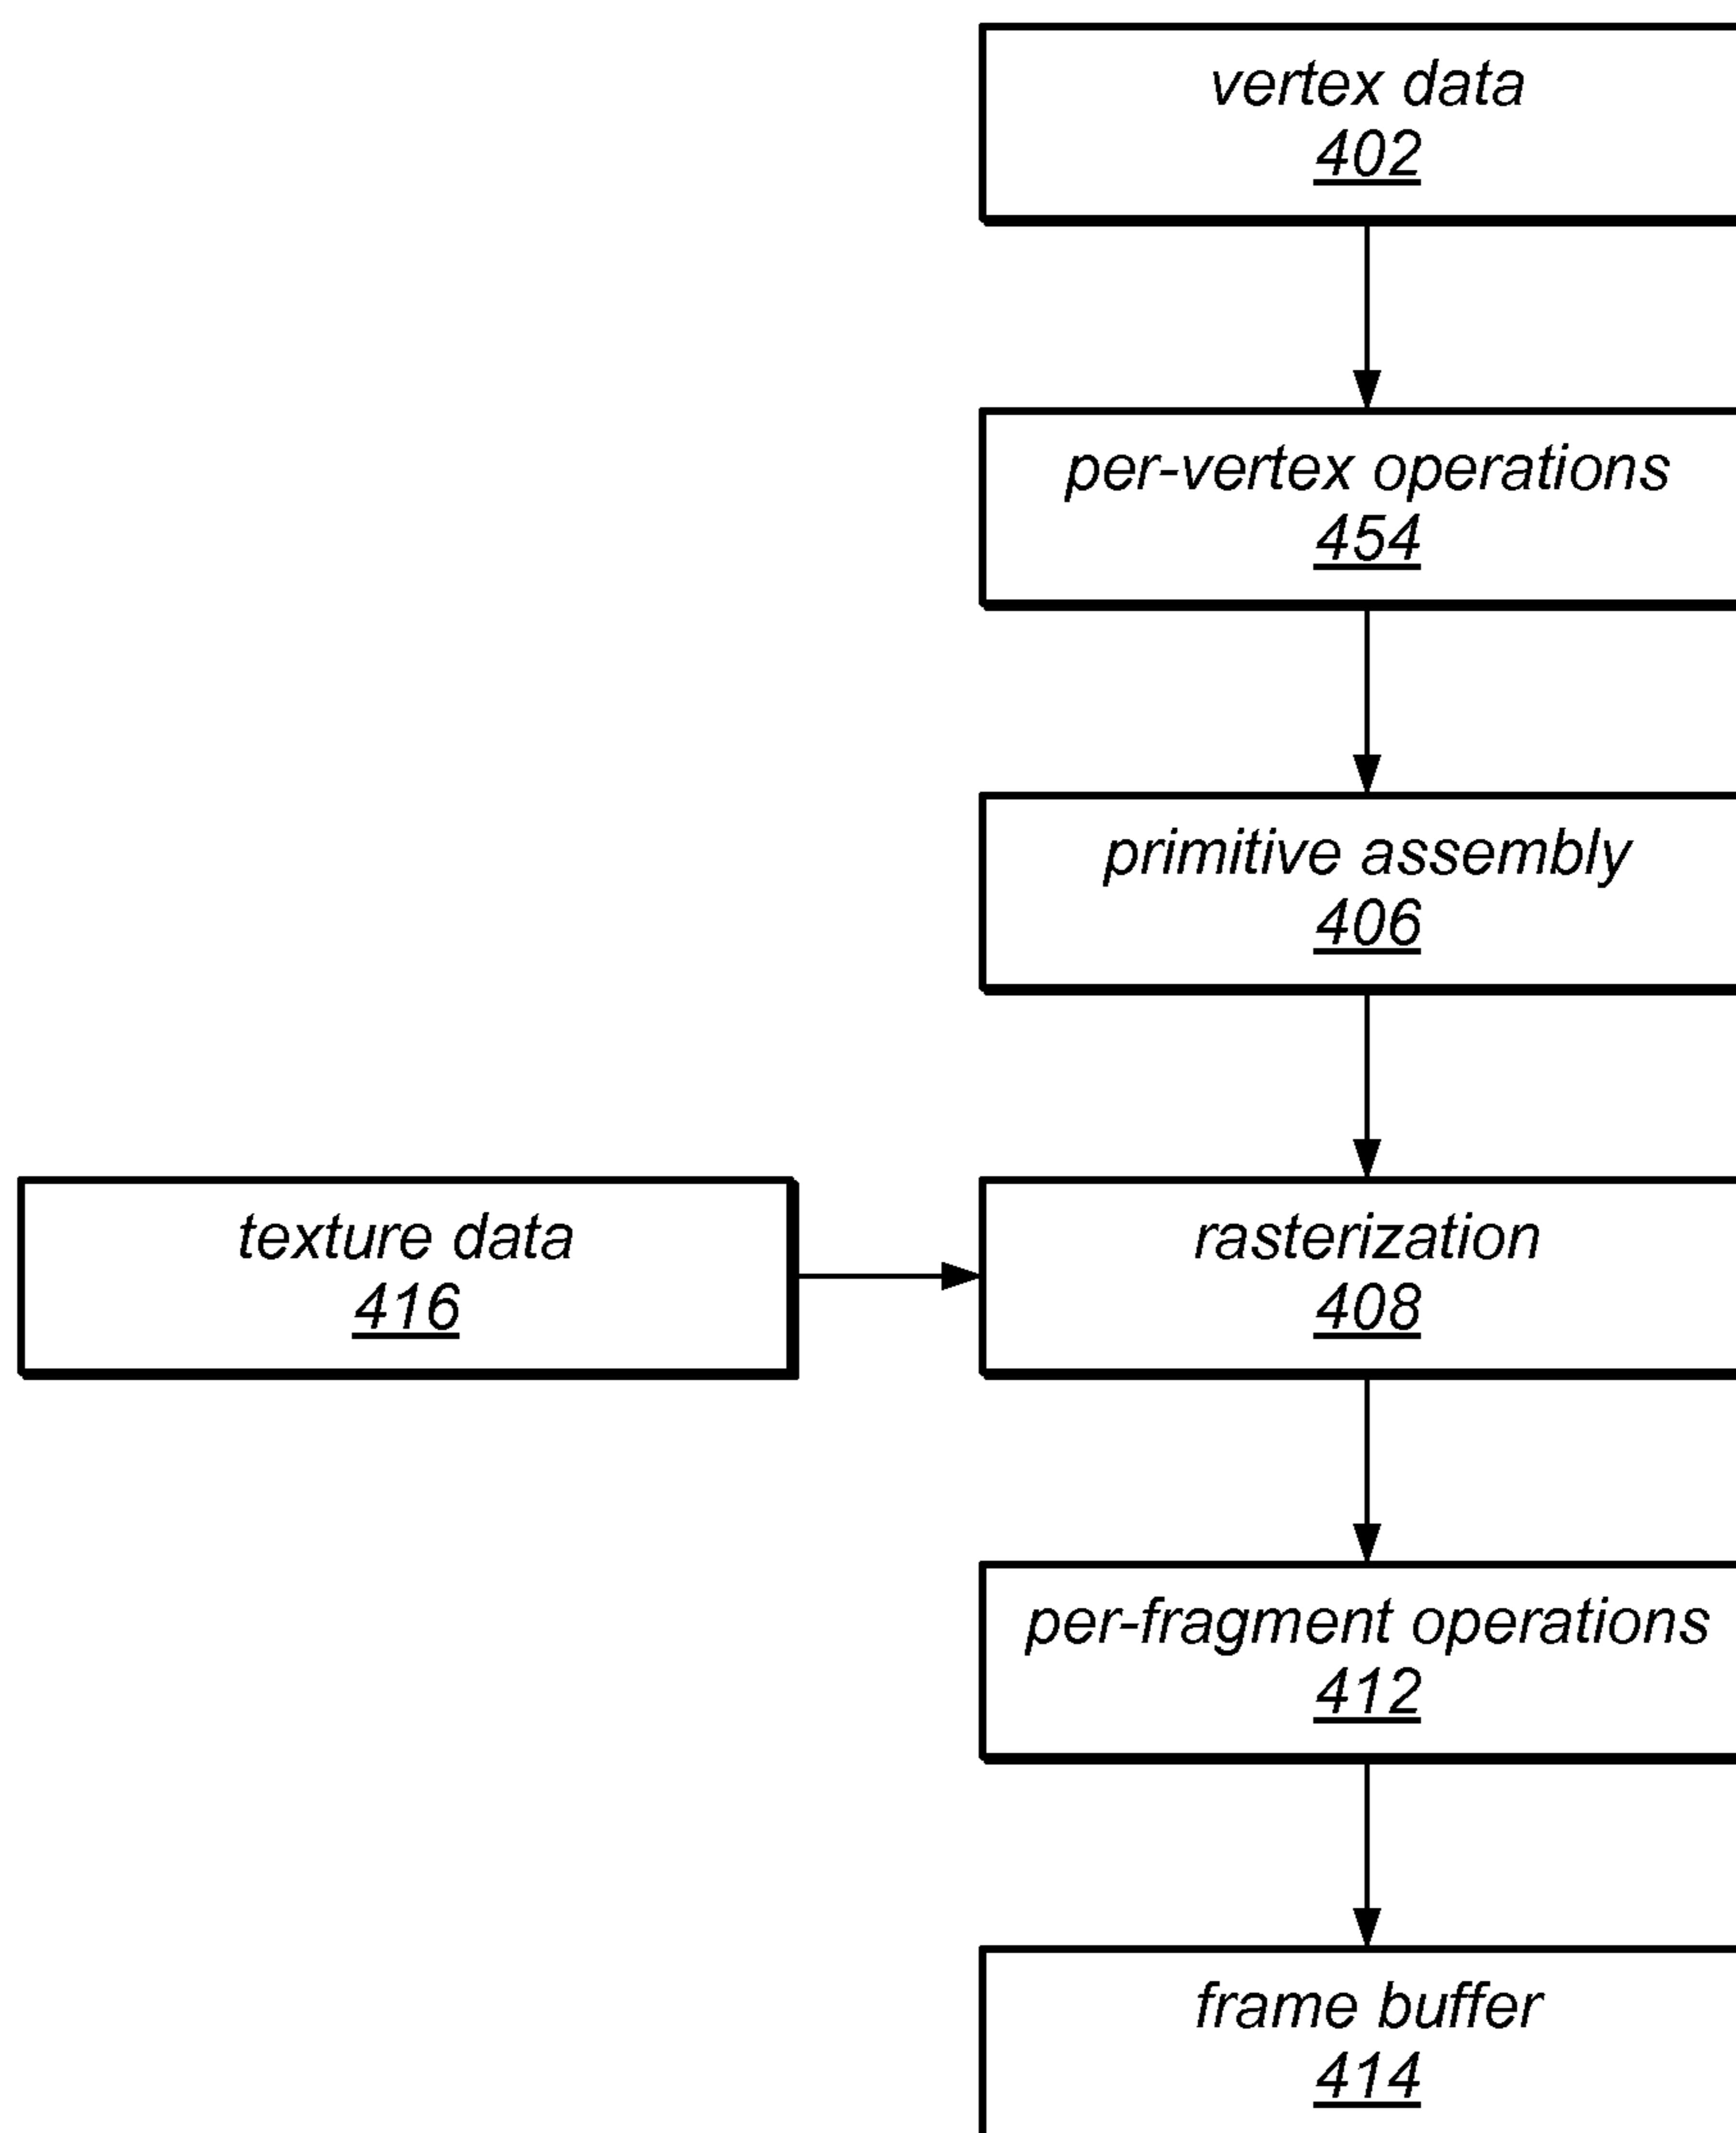 vertex data
402
per-vertex operations
454
primitive assembly
406
texture data
416
rasterization
408
per-fragment operations
412
frame buffer
414